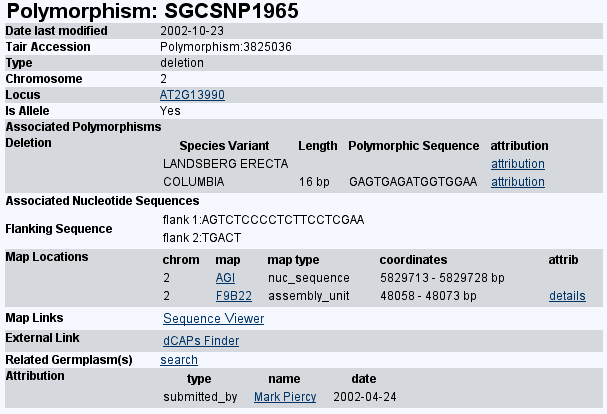 Polymorphism: SGCSNP1965
Date last modified 2002-10-23
Tair Accession Polymorphism:3825036
Type deletion
Chromosome 2
Locus AT2G13990
Is Allele Yes
Associated Polymorphisms
Deletion Species Variant Length Polymorphic Sequence attribution
LANDSBERG ERECTA attribution
COLUMBIA 16 bp GAGTGAGATGGTGGAA attribution
Associated Nucleotide Sequences
Flanking Sequence
flank 1:AGTCTCCCCTCTTCCTCGAA
flank 2:TGACT
Map Locations chrom map map type coordinates attrib
2 AGI nuc_sequence 5829713 - 5829728 bp
2 F9B22 assembly_unit 48058 - 48073 bp details
Map Links Sequence Viewer
External Link dCAPs Finder
Related Germplasm(s) search
Attribution type name date
submitted_by Mark Piercy 2002-04-24